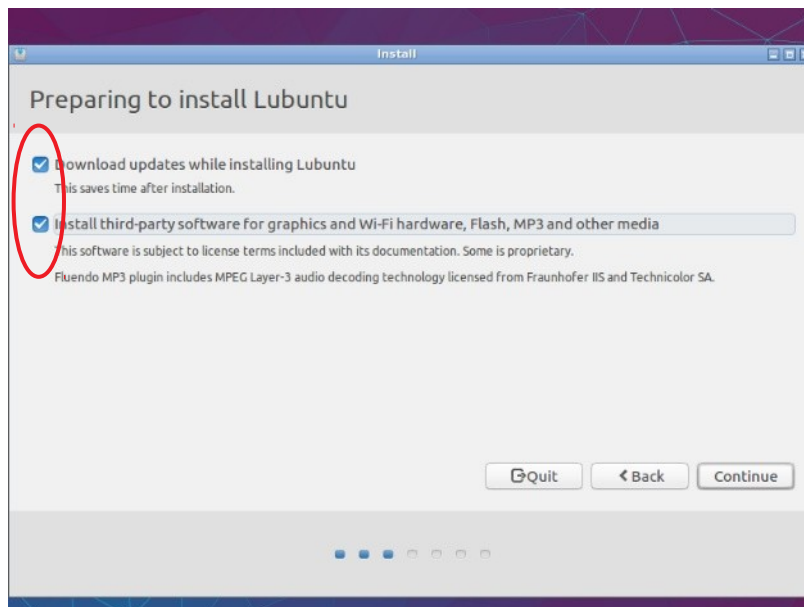 Install
Preparing to install Lubuntu
Download updates while installing Lubuntu
This saves time after installation.
Install third-party software for graphics and Wi-Fi hardware, Flash, MP3 and other media
This software is subject to license terms included with its documentation. Some is proprietary.
Fluendo MP3 plugin includes MPEG Layer-3 audio decoding technology licensed from Fraunhofer IIS and Technicolor SA.
Quit Back Continue